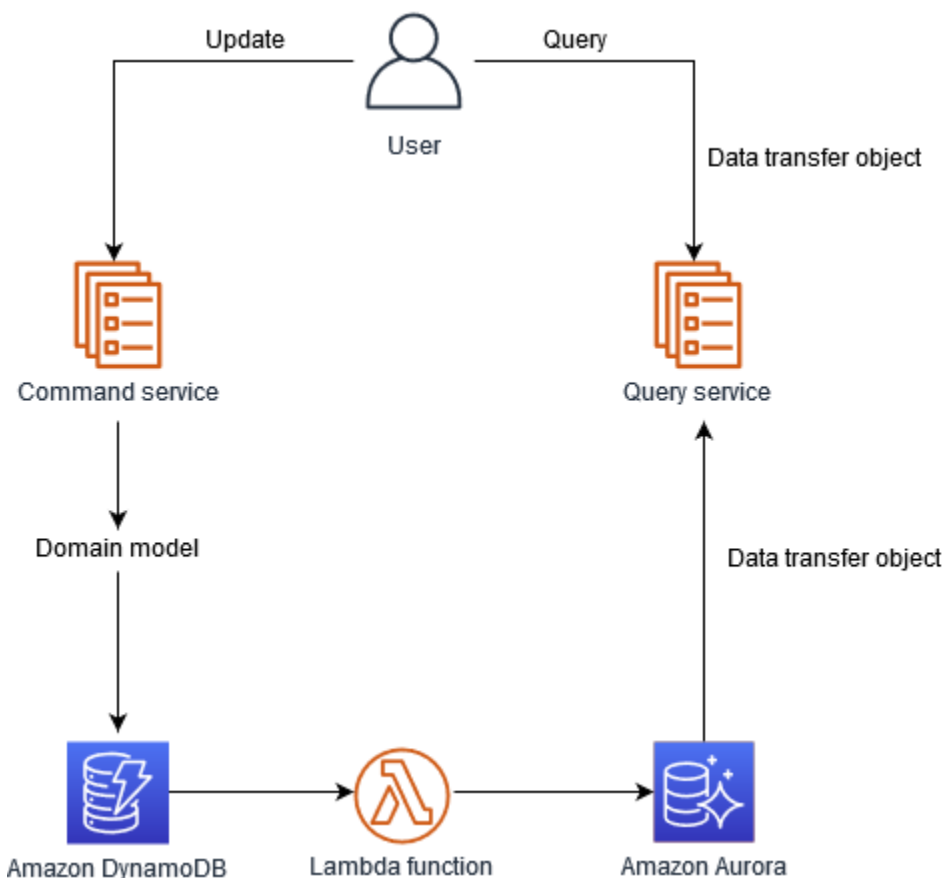 Update
Query
User
Data transfer object
Command service
Query service
Domain model
Data transfer object
Amazon DynamoDB
Lambda function
Amazon Aurora